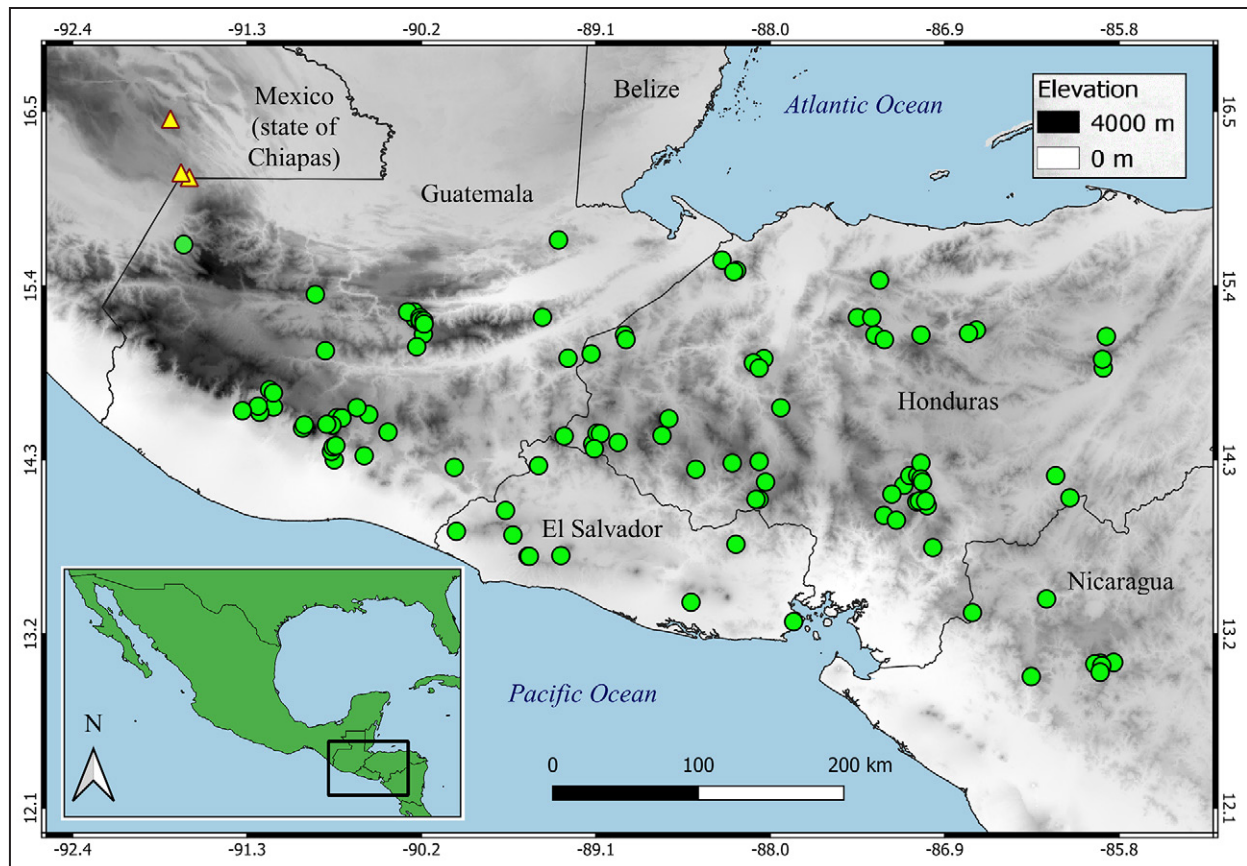 -92.4 -91.3 -90.2 -89.1 -88.0 -86.9 -85.8
16.5 16.5
15.4 15.4
14.3 14.3
13.2 13.2
12.1 12.1
Mexico
(state of
Chiapas)
Belize
Atlantic Ocean
Elevation
4000 m
0 m
Guatemala
Honduras
El Salvador
Nicaragua
Pacific Ocean
N
0 100 200 km
-92.4 -91.3 -90.2 -89.1 -88.0 -86.9 -85.8